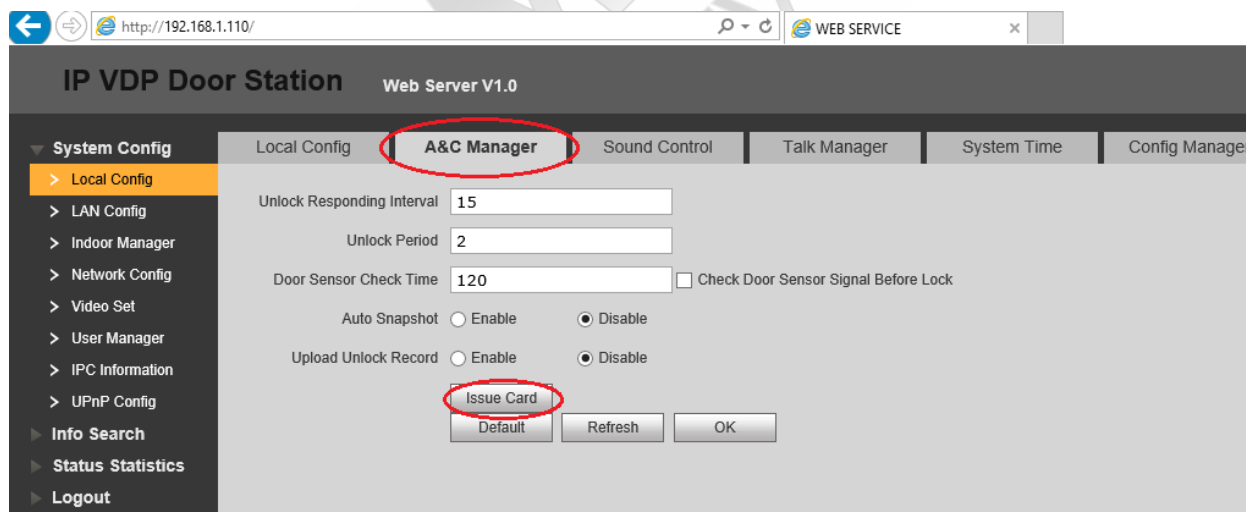 http://192.168.1.110/ WEB SERVICE
IP VDP Door Station Web Server V1.0
System Config
Local Config
LAN Config
Indoor Manager
Network Config
Video Set
User Manager
IPC Information
UPnP Config
Info Search
Status Statistics
Logout
Local Config A&C Manager Sound Control Talk Manager System Time Config Manager
Unlock Responding Interval 15
Unlock Period 2
Door Sensor Check Time 120 Check Door Sensor Signal Before Lock
Auto Snapshot Enable Disable
Upload Unlock Record Enable Disable
Issue Card
Default Refresh OK